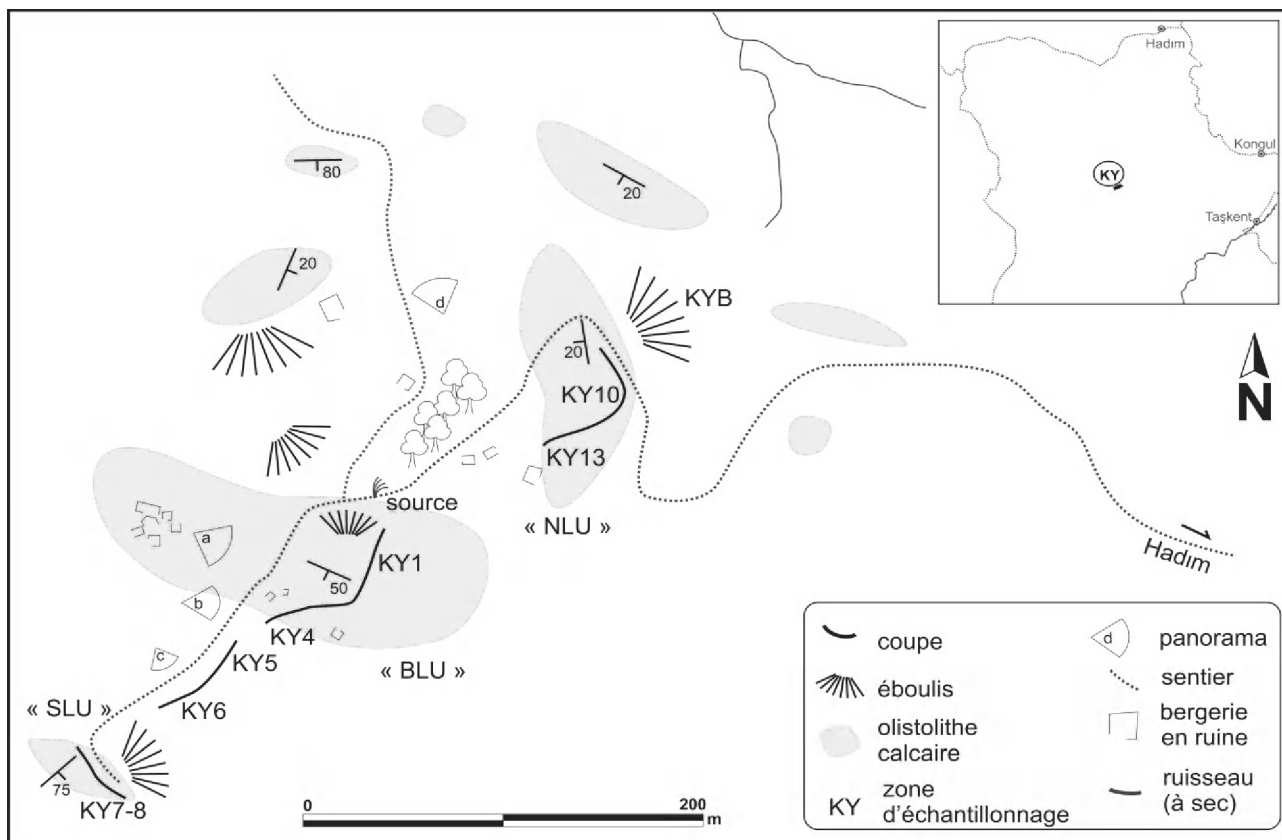 Hadım
Kongul
KY
Taşkent
80
20
20
d
KYB
20
KY10
KY13
source
« NLU »
a
KY1
50
b
KY4
KY5
c
« BLU »
KY6
« SLU »
75
KY7-8
Hadım
N
0
200
m
coupe
éboulis
olistolithe
calcaire
KY
zone
d'échantillonnage
d
panorama
sentier
bergerie
en ruine
ruisseau
(à sec)